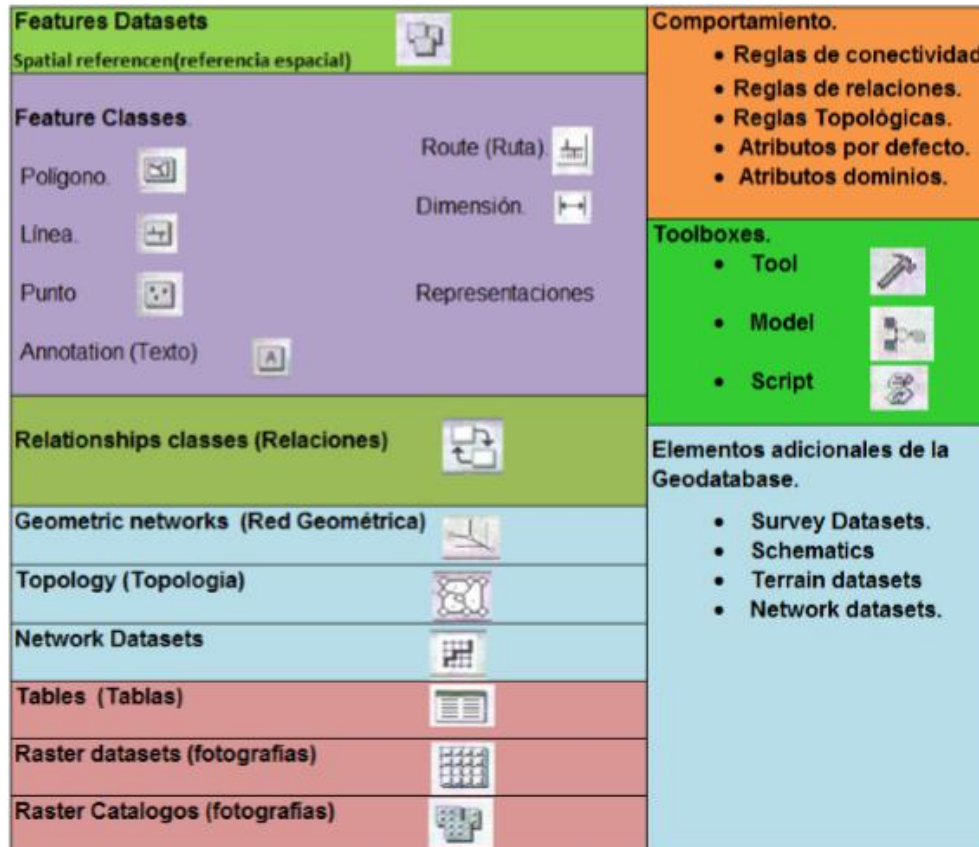 Features Datasets
Spatial referencen(referencia espacial)
Feature Classes.
Polígono.
Línea.
Punto
Annotation (Texto)
Route (Ruta).
Dimensión.
Representaciones
Relationships classes (Relaciones)
Geometric networks (Red Geométrica)
Topology (Topologia)
Network Datasets
Tables (Tablas)
Raster datasets (fotografías)
Raster Catalogos (fotografías)
Comportamiento.
• Reglas de conectividad
• Reglas de relaciones.
• Reglas Topológicas.
• Atributos por defecto.
• Atributos dominios.
Toolboxes.
• Tool
• Model
• Script
Elementos adicionales de la
Geodatabase.
• Survey Datasets.
• Schematics
• Terrain datasets
• Network datasets.